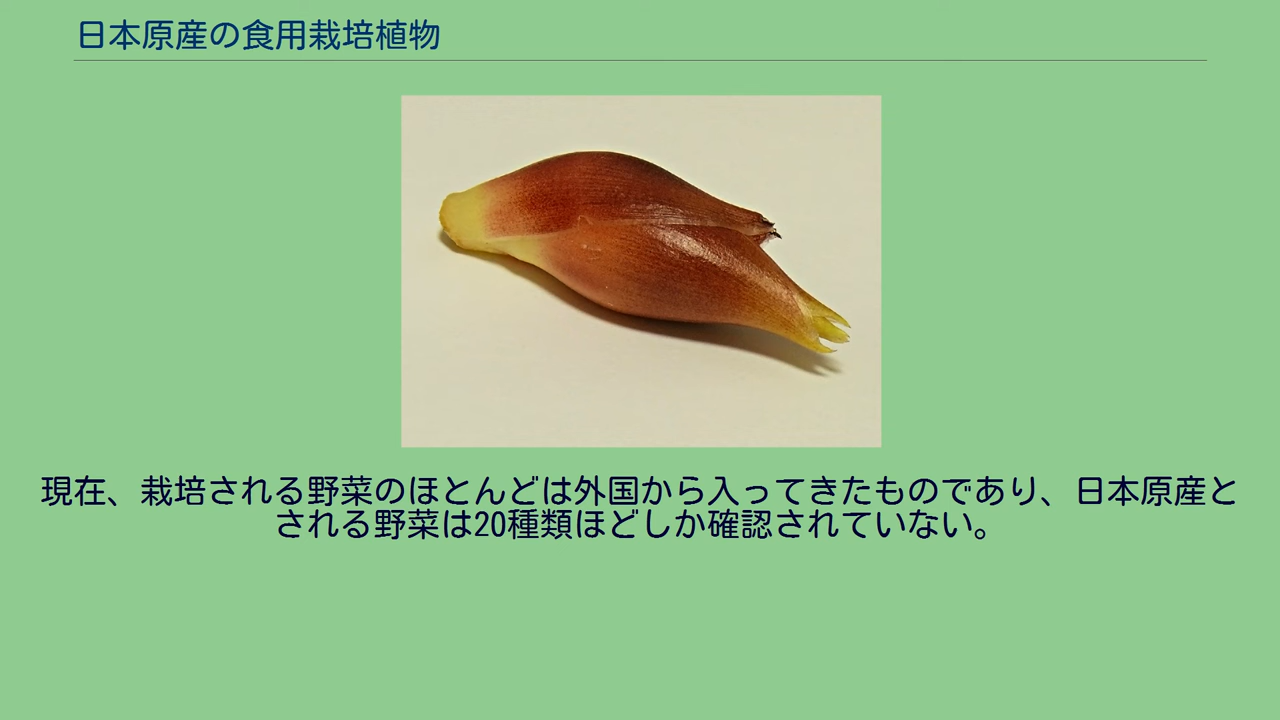 日本原産の食用栽培植物
現在、栽培される野菜のほとんどは外国から入ってきたものであり、日本原産と
される野菜は20種類ほどしか確認されていない。